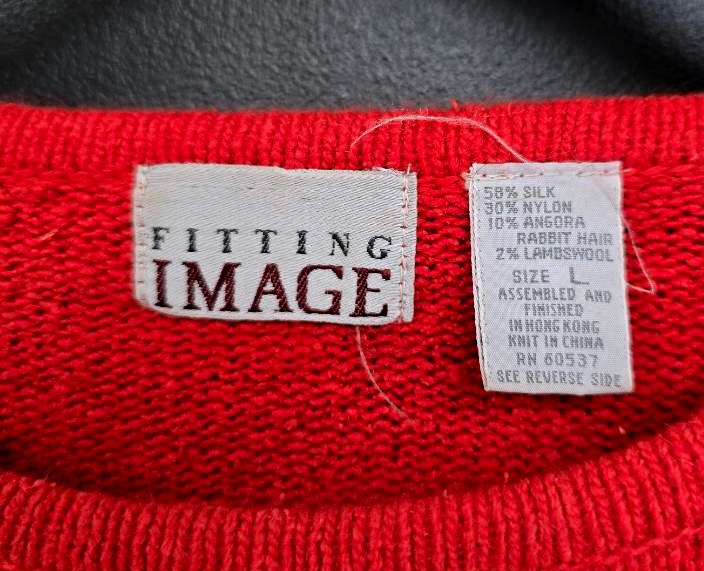 FITTING
IMAGE
58% SILK
30% NYLON
10% ANGORA
RABBIT HAIR
2% LAMBSWOOL
SIZE L
ASSEMBLED AND
FINISHED
IN HONG KONG
KNIT IN CHINA
RN 60537
SEE REVERSE SIDE